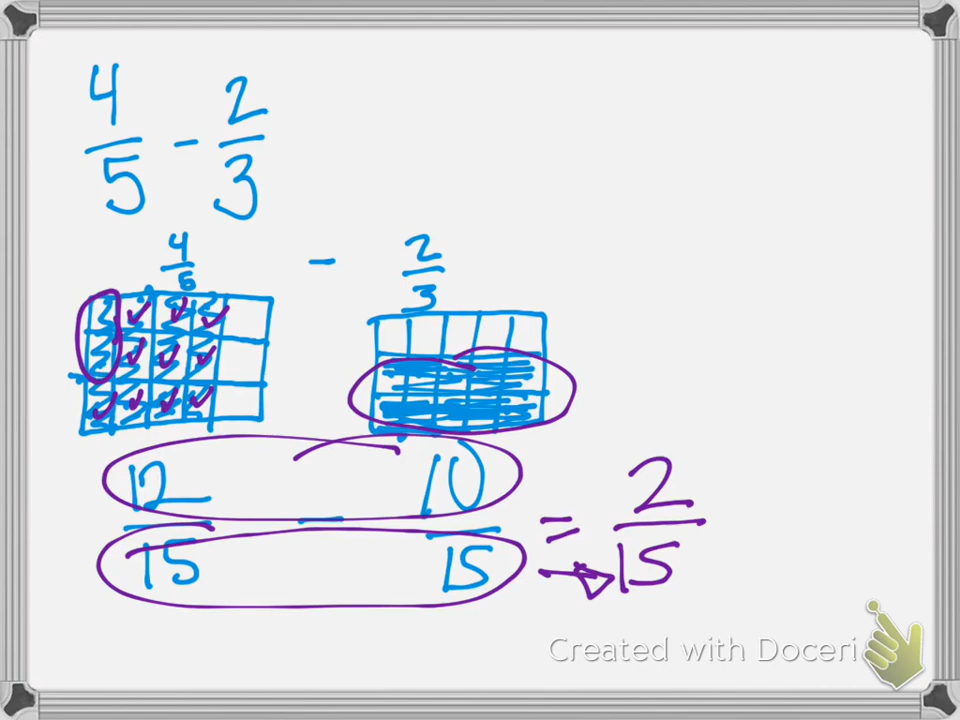 4/5 - 2/3
4/5 - 2/3
12/15 - 10/15 = 2/15
Created with Doceri